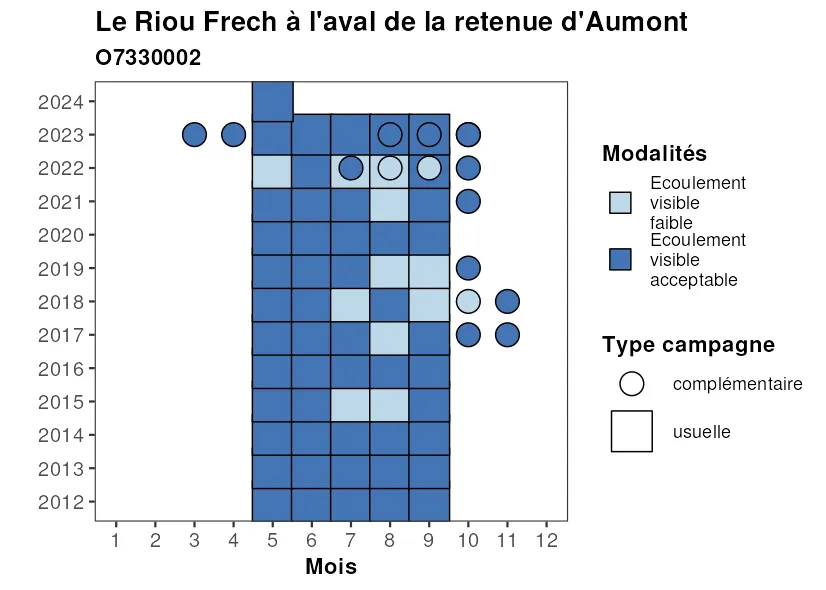 Le Riou Frech à l'aval de la retenue d'Aumont
O7330002
2024
2023
2022
2021
2020
2019
2018
2017
2016
2015
2014
2013
2012
1 2 3 4 5 6 7 8 9 10 11 12
Mois
Modalités
Ecoulement
visible
faible
Ecoulement
visible
acceptable
Type campagne
complémentaire
usuelle